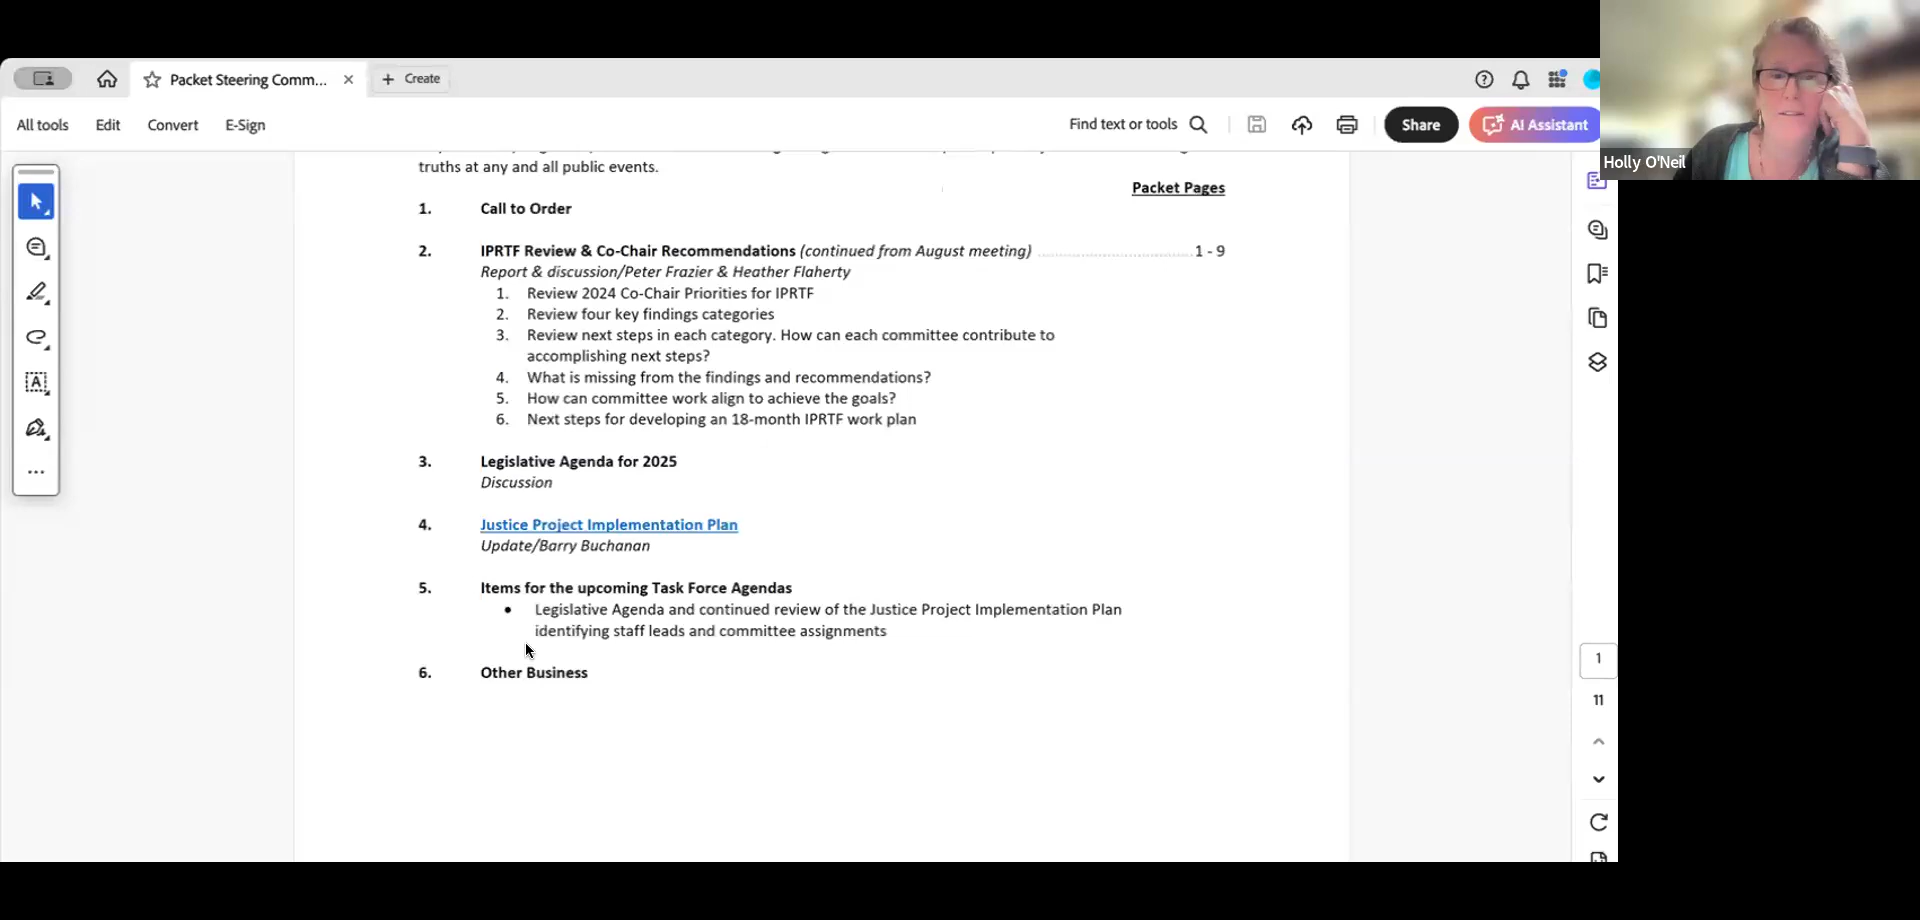 Packet Steering Comm...
Create
All tools
Edit
Convert
E-Sign
Find text or tools
Share
AI Assistant
Holly O'Neil
truths at any and all public events.
Packet Pages
1. Call to Order
2. IPRTF Review & Co-Chair Recommendations (continued from August meeting) 1 - 9
Report & discussion/Peter Frazier & Heather Flaherty
1. Review 2024 Co-Chair Priorities for IPRTF
2. Review four key findings categories
3. Review next steps in each category. How can each committee contribute to
accomplishing next steps?
4. What is missing from the findings and recommendations?
5. How can committee work align to achieve the goals?
6. Next steps for developing an 18-month IPRTF work plan
3. Legislative Agenda for 2025
Discussion
4. Justice Project Implementation Plan
Update/Barry Buchanan
5. Items for the upcoming Task Force Agendas
• Legislative Agenda and continued review of the Justice Project Implementation Plan
identifying staff leads and committee assignments
6. Other Business
1
11